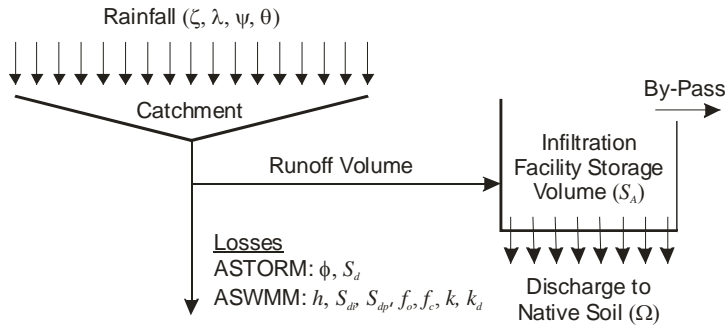 Rainfall (ζ, λ, ψ, θ)
Catchment
By-Pass
Runoff Volume
Infiltration
Facility Storage
Volume (S_A)
Losses
ASTORM: ϕ, S_d
ASWMM: h, S_di, S_dp, f_o, f_c, k, k_d
Discharge to
Native Soil (Ω)